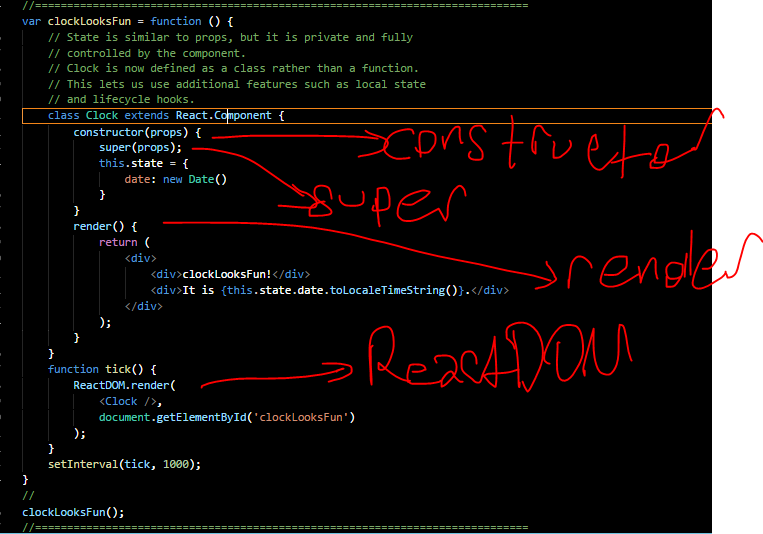 //=============================================================================
var clockLooksFun = function () {
// State is similar to props, but it is private and fully
// controlled by the component.
// Clock is now defined as a class rather than a function.
// This lets us use additional features such as local state
// and lifecycle hooks.
class Clock extends React.Component {
constructor(props) {
constructor
super(props);
this.state = {
date: new Date()
super
}
}
render() {
return (
<div>
<div>clockLooksFun!</div>
render
<div>It is {this.state.date.toLocaleTimeString()}.</div>
</div>
);
}
}
function tick() {
ReactDOM
ReactDOM.render(
<Clock />,
document.getElementById('clockLooksFun')
);
}
setInterval(tick, 1000);
}
//
clockLooksFun();
//=============================================================================